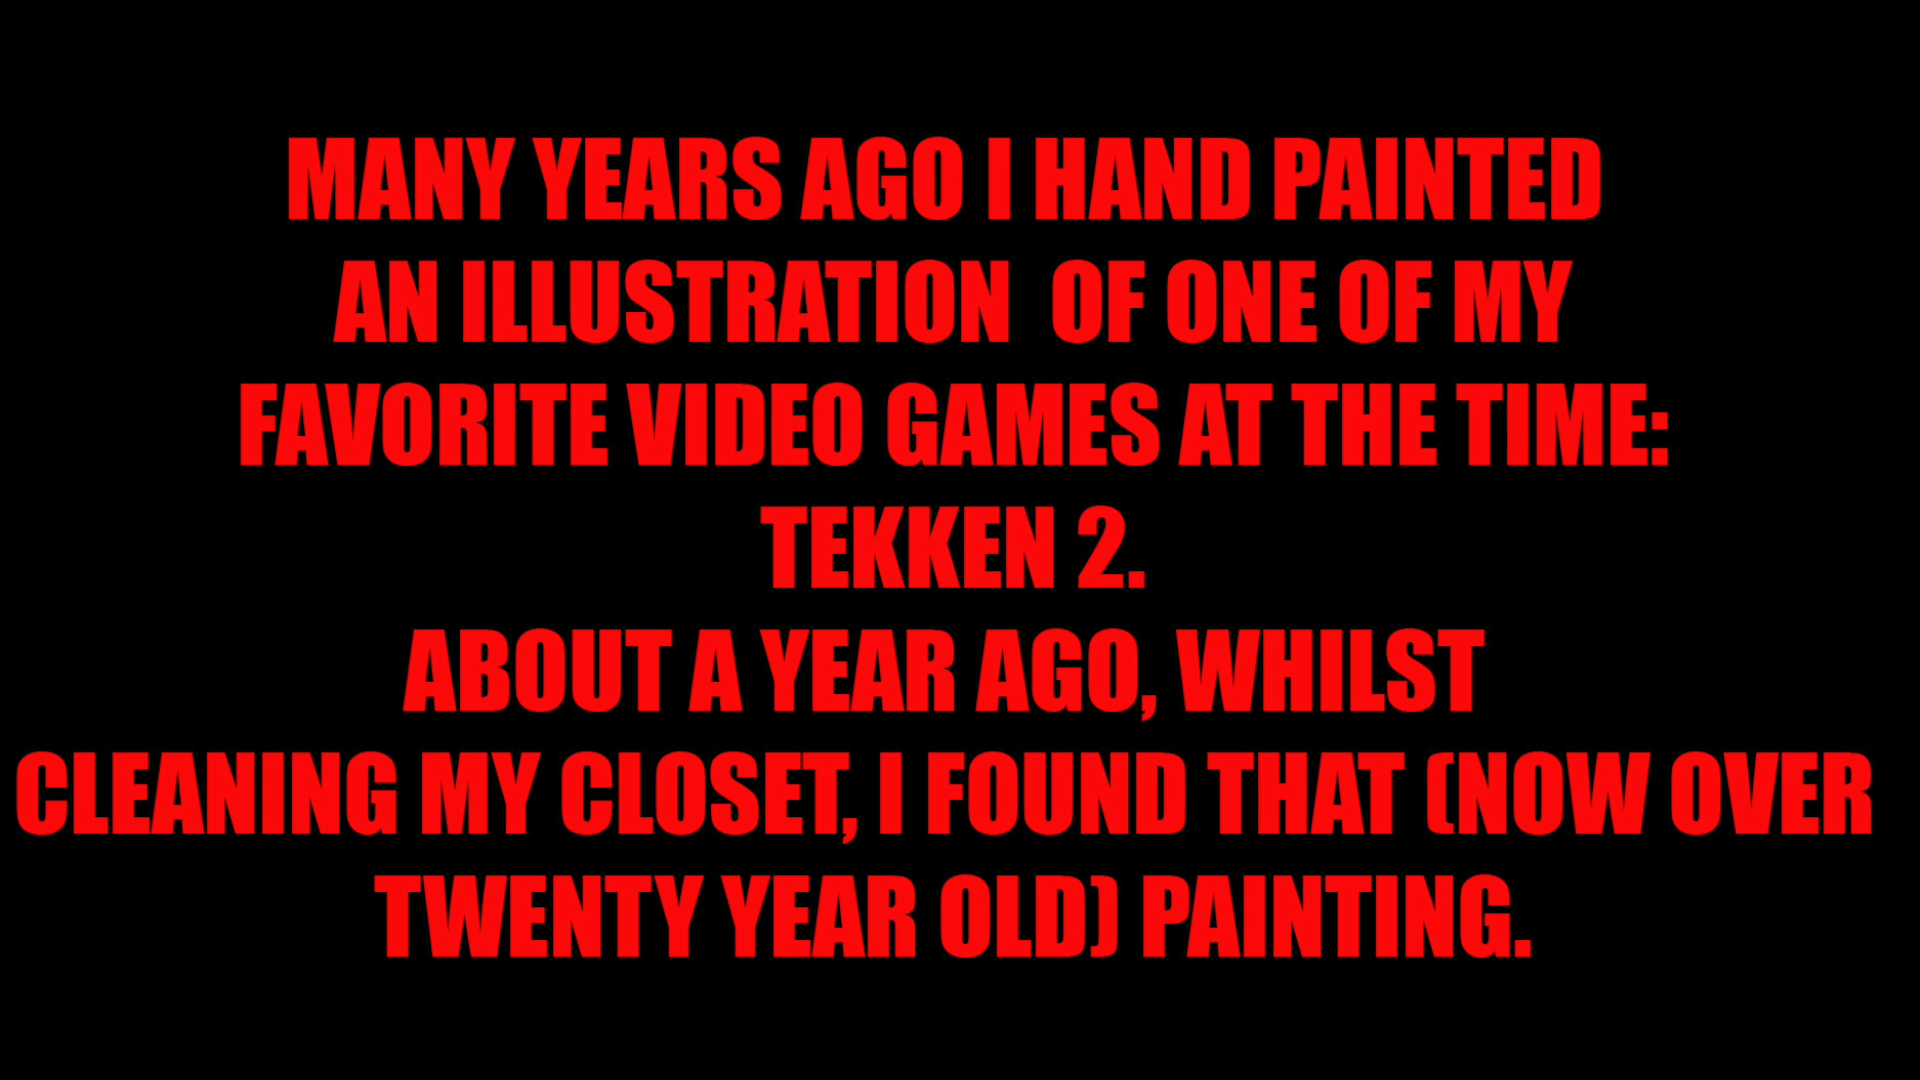 MANY YEARS AGO I HAND PAINTED
AN ILLUSTRATION  OF ONE OF MY
FAVORITE VIDEO GAMES AT THE TIME:
TEKKEN 2.
ABOUT A YEAR AGO, WHILST
CLEANING MY CLOSET, I FOUND THAT (NOW OVER
TWENTY YEAR OLD) PAINTING.